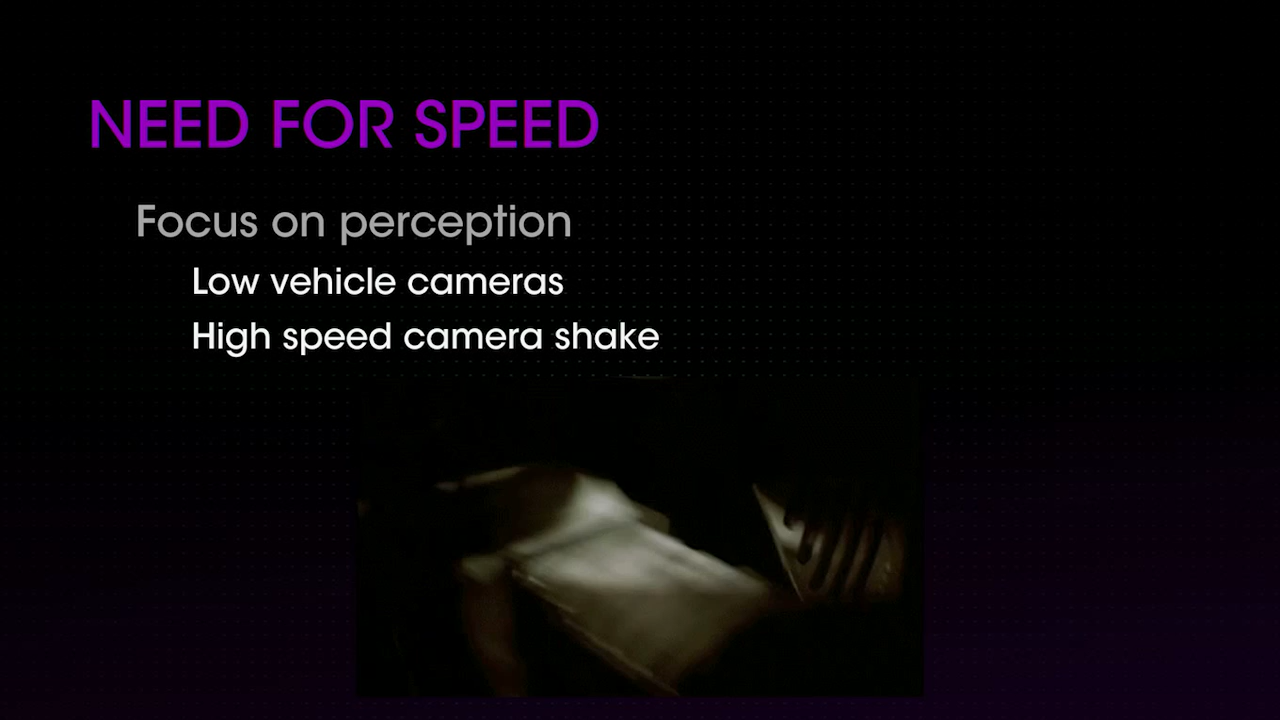 NEED FOR SPEED
Focus on perception
Low vehicle cameras
High speed camera shake